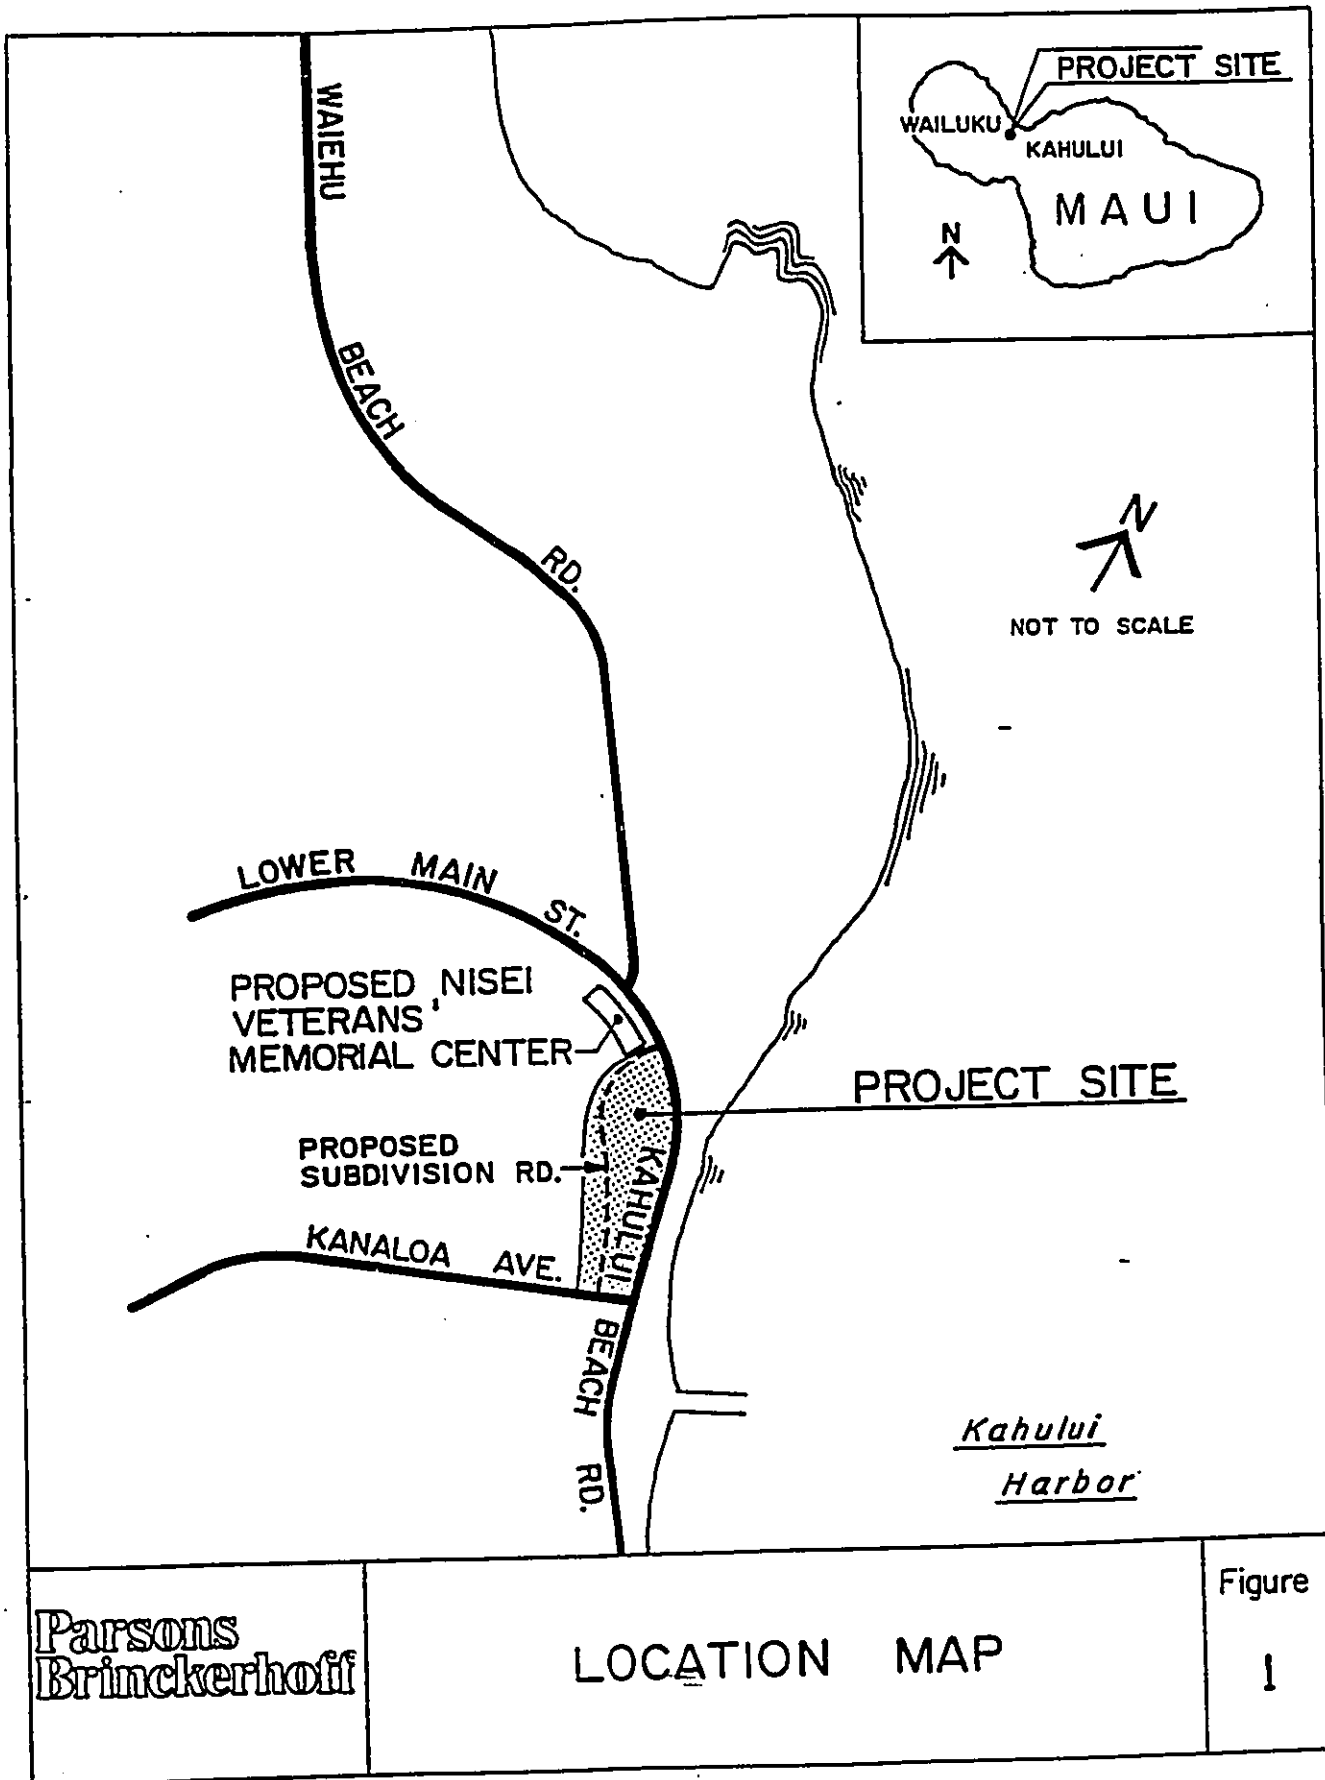 PROJECT SITE
WAILUKU
KAHULUI
MAUI
N
WAIEHU
BEACH
RD.
N
NOT TO SCALE
LOWER MAIN ST.
PROPOSED NISEI
VETERANS'
MEMORIAL CENTER
PROJECT SITE
PROPOSED
SUBDIVISION RD.
KANALOA AVE.
KAHULUI
BEACH
RD.
Kahului
Harbor
Parsons
Brinckerhoff
LOCATION MAP
Figure
1